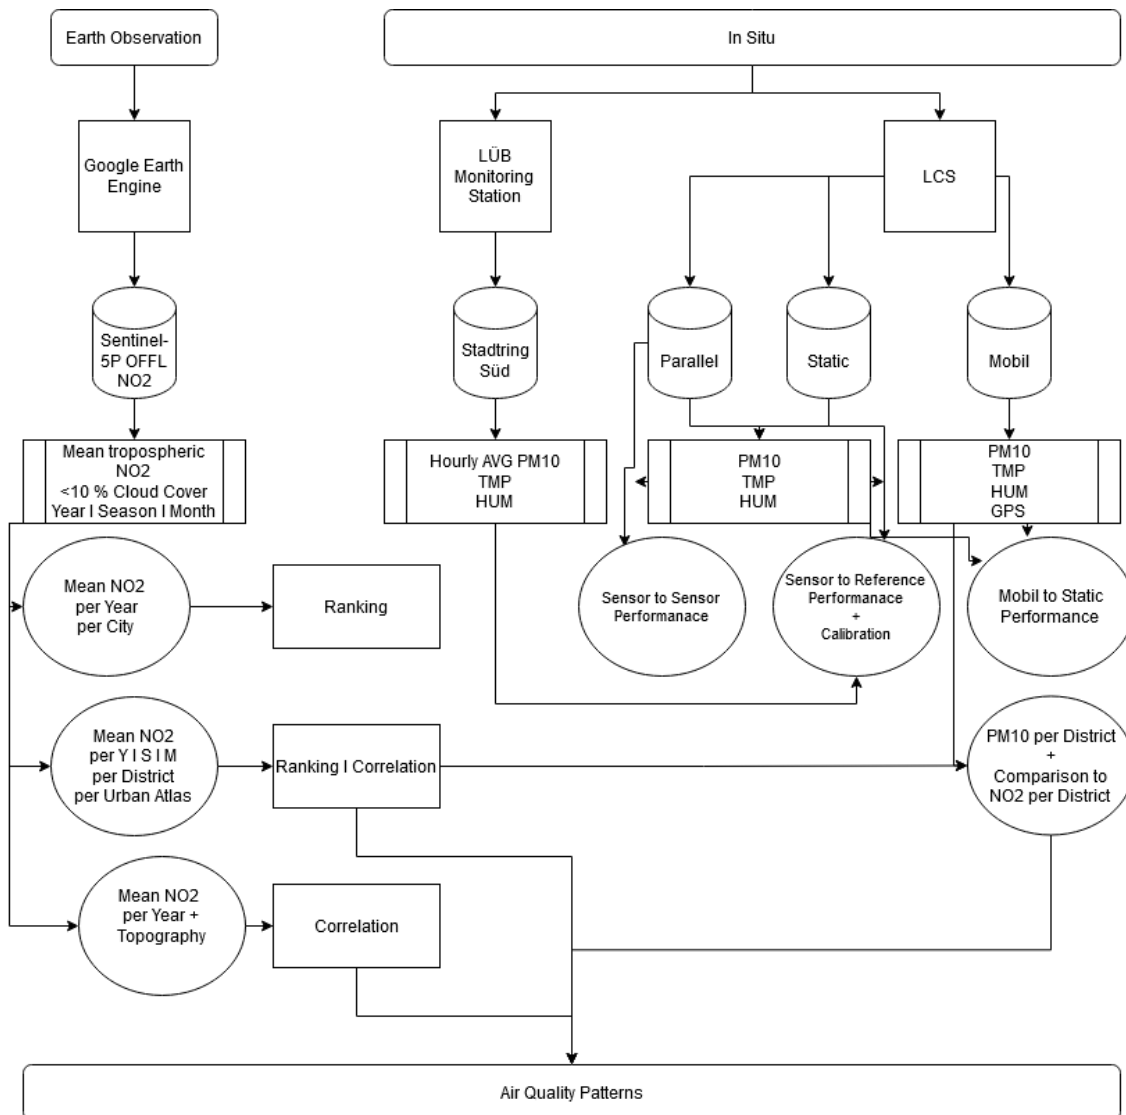 Earth Observation
In Situ
Google Earth
Engine
LÜB
Monitoring
Station
LCS
Sentinel-
5P OFFL
NO2
Stadtring
Süd
Parallel
Static
Mobil
Mean tropospheric
NO2
<10 % Cloud Cover
Year I Season I Month
Hourly AVG PM10
TMP
HUM
PM10
TMP
HUM
PM10
TMP
HUM
GPS
Mean NO2
per Year
per City
Ranking
Sensor to Sensor
Performanace
Sensor to Reference
Performanace
+
Calibration
Mobil to Static
Performance
Mean NO2
per Y I S I M
per District
per Urban Atlas
Ranking I Correlation
PM10 per District
+
Comparison to
NO2 per District
Mean NO2
per Year +
Topography
Correlation
Air Quality Patterns